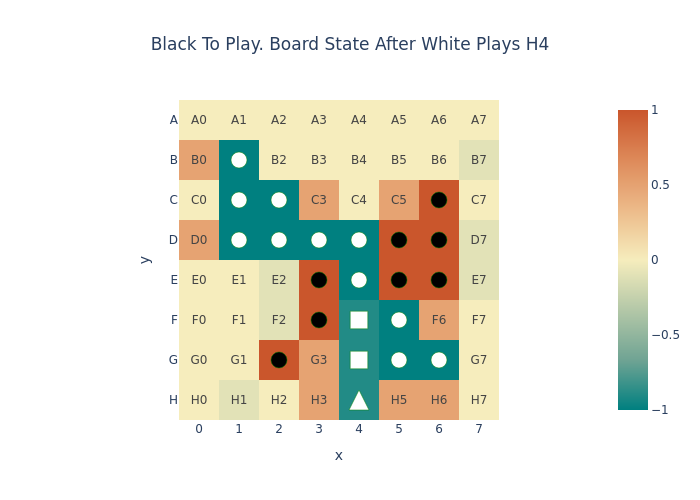 Black To Play. Board State After White Plays H4
A A0 A1 A2 A3 A4 A5 A6 A7
B B0 B2 B3 B4 B5 B6 B7
C C0 C3 C4 C5 C7
D D0 D7
E E0 E1 E2 E7
F F0 F1 F2 F6 F7
G G0 G1 G3 G7
H H0 H1 H2 H3 H5 H6 H7
0 1 2 3 4 5 6 7
x
y
1
0.5
0
−0.5
−1